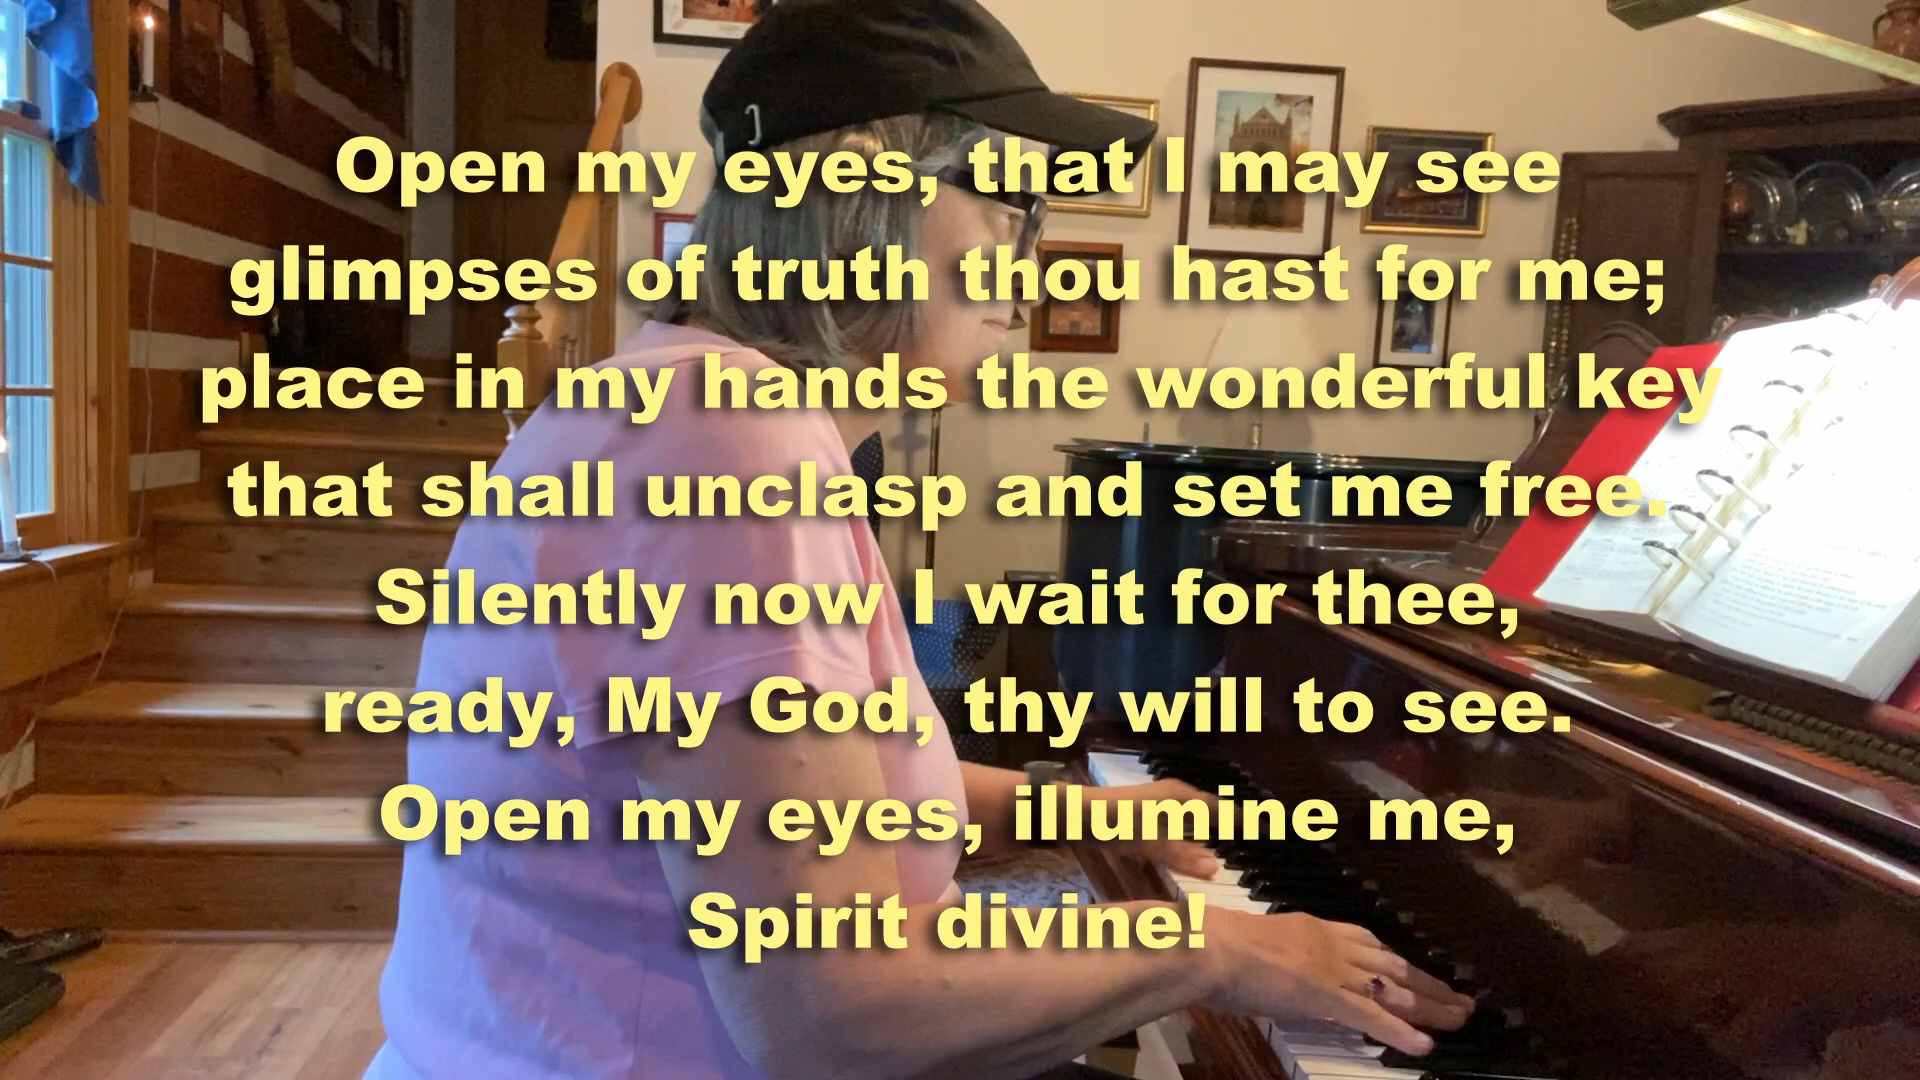 Open my eyes, that I may see
glimpses of truth thou hast for me;
place in my hands the wonderful key
that shall unclasp and set me free.
Silently now I wait for thee,
ready, My God, thy will to see.
Open my eyes, illumine me,
Spirit divine!